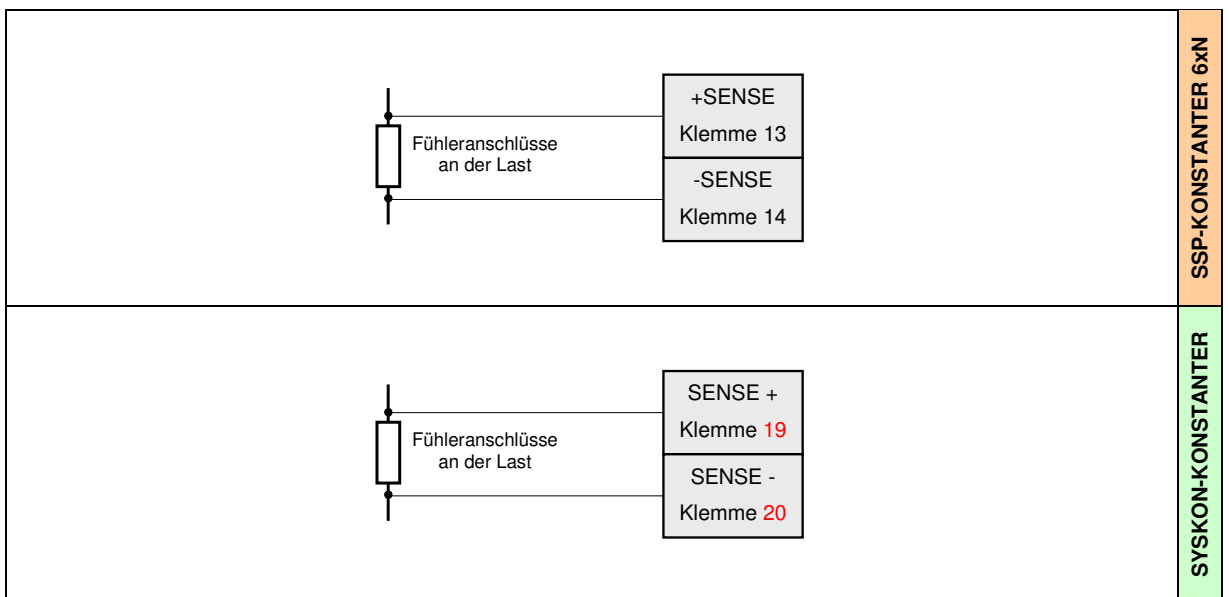 +SENSE
Klemme 13
Fühleranschlüsse
an der Last
-SENSE
Klemme 14
SSP-KONSTANTER 6xN
SENSE +
Klemme 19
Fühleranschlüsse
an der Last
SENSE -
Klemme 20
SYSKON-KONSTANTER